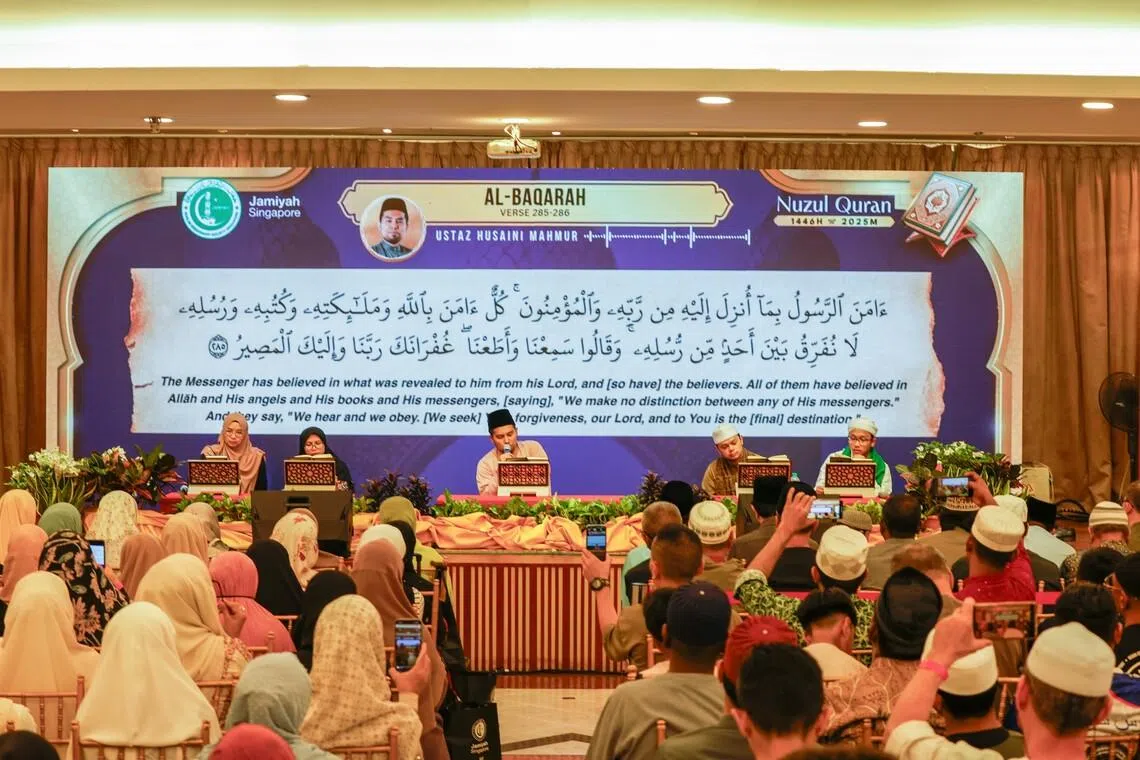 Jamiyah
Singapore
AL-BAQARAH
VERSE 285-286
USTAZ HUSAINI MAHMUR
Nuzul Quran
1446H 2025M
ءَامَنَ ٱلرَّسُولُ بِمَآ أُنزِلَ إِلَيْهِ مِن رَّبِّهِۦ وَٱلْمُؤْمِنُونَ ۚ كُلٌّ ءَامَنَ بِٱللَّهِ وَمَلَـٰٓئِكَتِهِۦ وَكُتُبِهِۦ وَرُسُلِهِۦ
لَا نُفَرِّقُ بَيْنَ أَحَدٍ مِّن رُّسُلِهِۦ ۚ وَقَالُوا سَمِعْنَا وَأَطَعْنَا ۖ غُفْرَانَكَ رَبَّنَا وَإِلَيْكَ ٱلْمَصِيرُ ٢٨٥
The Messenger has believed in what was revealed to him from his Lord, and [so have] the believers. All of them have believed in
Allāh and His angels and His books and His messengers, [saying], "We make no distinction between any of His messengers."
And they say, "We hear and we obey. [We seek] forgiveness, our Lord, and to You is the [final] destination."
Jamiyah
Singapore